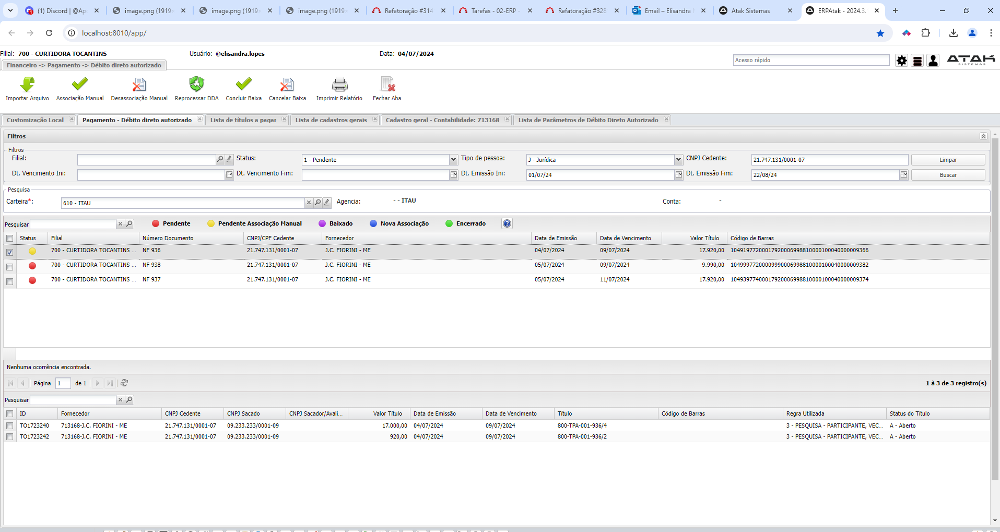 (1) Discord | @Ap
image.png (1919×
image.png (1919×
image.png (1919×
Refatoração #314
Tarefas - 02-ERP -
Refatoração #328
Email – Elisandra
Atak Sistemas
ERPAtak - 2024.3.
localhost:8010/app/
Filial: 700 - CURTIDORA TOCANTINS
Usuário: @elisandra.lopes
Data: 04/07/2024
Financeiro -> Pagamento -> Débito direto autorizado
Acesso rápido
ATAK
SISTEMAS
Importar Arquivo
Associação Manual
Desassociação Manual
Reprocessar DDA
Concluir Baixa
Cancelar Baixa
Imprimir Relatório
Fechar Aba
Customização Local
Pagamento - Débito direto autorizado
Lista de títulos a pagar
Lista de cadastros gerais
Cadastro geral - Contabilidade: 713168
Lista de Parâmetros de Débito Direto Autorizado
Filtros
Filtros
Filial:
Status: 1 - Pendente
Tipo de pessoa: J - Jurídica
CNPJ Cedente: 21.747.131/0001-07
Limpar
Dt. Vencimento Ini:
Dt. Vencimento Fim:
Dt. Emissão Ini: 01/07/24
Dt. Emissão Fim: 22/08/24
Buscar
Pesquisa
Carteira*: 610 - ITAU
Agencia: - - ITAU
Conta: -
Pesquisar
Pendente
Pendente Associação Manual
Baixado
Nova Associação
Encerrado
Status Filial Número Documento CNPJ/CPF Cedente Fornecedor Data de Emissão Data de Vencimento Valor Título Código de Barras
700 - CURTIDORA TOCANTINS ... NF 936 21.747.131/0001-07 J.C. FIORINI - ME 04/07/2024 09/07/2024 17.920,00 10491977200017920006998810000100040000009366
700 - CURTIDORA TOCANTINS ... NF 938 21.747.131/0001-07 J.C. FIORINI - ME 05/07/2024 09/07/2024 9.990,00 10499977200009990006998810000100040000009382
700 - CURTIDORA TOCANTINS ... NF 937 21.747.131/0001-07 J.C. FIORINI - ME 05/07/2024 11/07/2024 17.920,00 10493977400017920006998810000100040000009374
Nenhuma ocorrência encontrada.
Página 1 de 1
1 à 3 de 3 registro(s)
Pesquisar
ID Fornecedor CNPJ Cedente CNPJ Sacado CNPJ Sacador/Avali... Valor Título Data de Emissão Data de Vencimento Título Código de Barras Regra Utilizada Status do Título
TO1723240 713168-J.C. FIORINI - ME 21.747.131/0001-07 09.233.233/0001-09 17.000,00 04/07/2024 09/07/2024 800-TPA-001-936/4 3 - PESQUISA - PARTICIPANTE, VEC... A - Aberto
TO1723242 713168-J.C. FIORINI - ME 21.747.131/0001-07 09.233.233/0001-09 920,00 04/07/2024 09/07/2024 800-TPA-001-936/2 3 - PESQUISA - PARTICIPANTE, VEC... A - Aberto